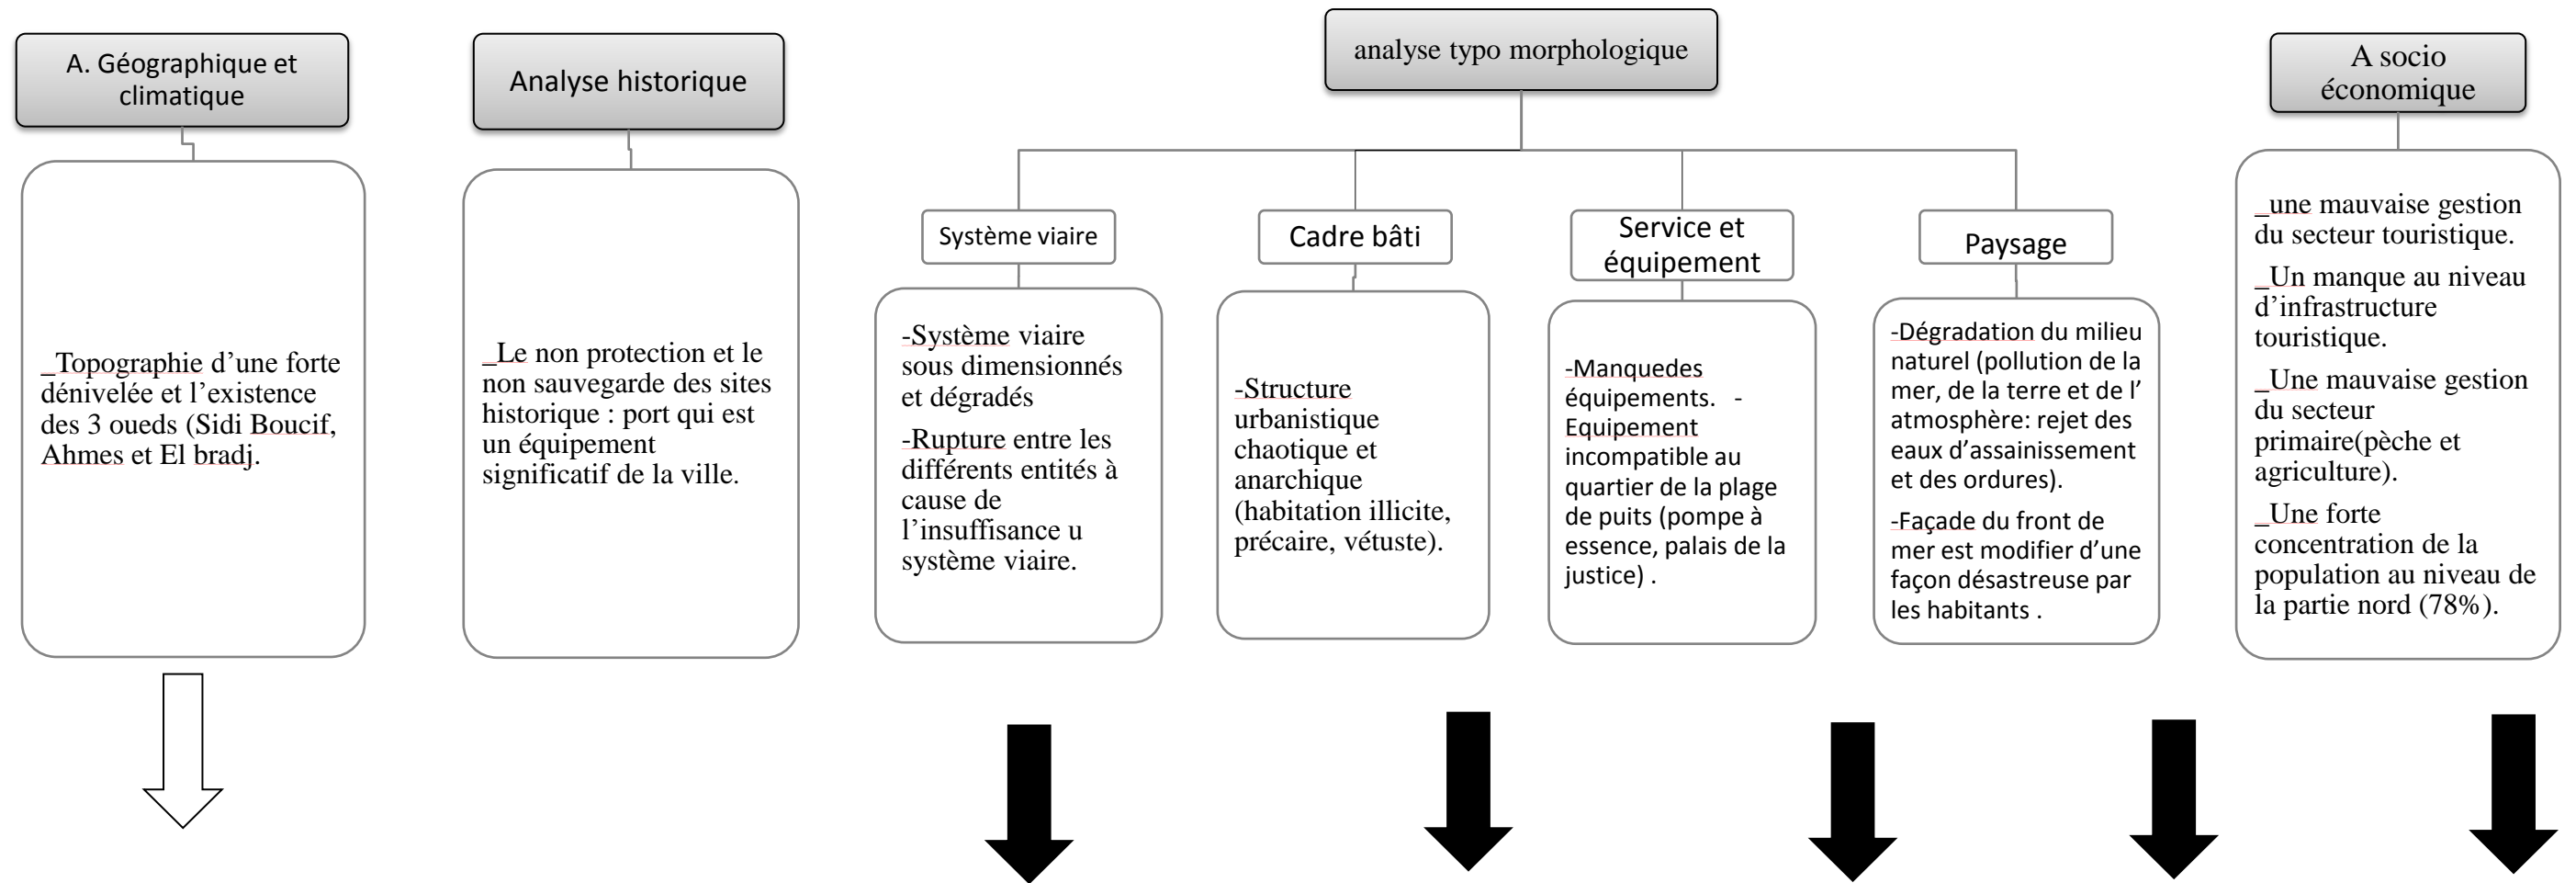 A. Géographique et
climatique
_Topographie d’une forte
dénivelée et l’existence
des 3 oueds (Sidi Boucif,
Ahmes et El bradj.
Analyse historique
_Le non protection et le
non sauvegarde des sites
historique : port qui est
un équipement
significatif de la ville.
analyse typo morphologique
Système viaire
-Système viaire
sous dimensionnés
et dégradés
-Rupture entre les
différents entités à
cause de
l’insuffisance u
système viaire.
Cadre bâti
-Structure
urbanistique
chaotique et
anarchique
(habitation illicite,
précaire, vétuste).
Service et
équipement
-Manquedes
équipements. -
Equipement
incompatible au
quartier de la plage
de puits (pompe à
essence, palais de la
justice) .
Paysage
-Dégradation du milieu
naturel (pollution de la
mer, de la terre et de l’
atmosphère: rejet des
eaux d’assainissement
et des ordures).
-Façade du front de
mer est modifier d’une
façon désastreuse par
les habitants .
A socio
économique
_une mauvaise gestion
du secteur touristique.
_Un manque au niveau
d’infrastructure
touristique.
_Une mauvaise gestion
du secteur
primaire(pèche et
agriculture).
_Une forte
concentration de la
population au niveau de
la partie nord (78%).